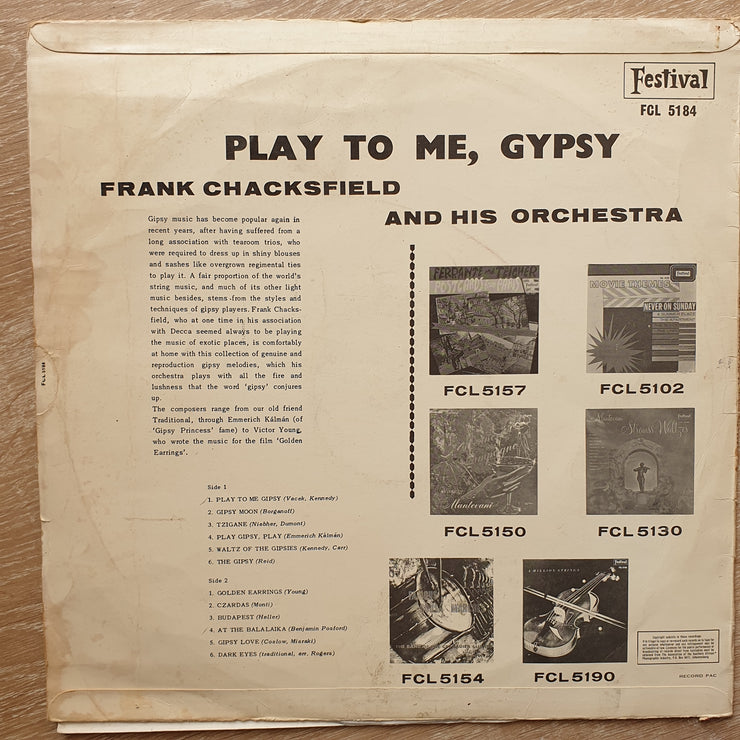 Festival
FCL 5184
PLAY TO ME, GYPSY
FRANK CHACKSFIELD
AND HIS ORCHESTRA
Gipsy music has become popular again in
recent years, after having suffered from a
long association with tearoom trios, who
were required to dress up in shiny blouses
and sashes like overgrown regimental ties
to play it. A fair proportion of the world's
string music, and much of its other light
music besides, stems from the styles and
techniques of gipsy players. Frank Chacks-
field, who at one time in his association
with Decca seemed always to be playing
the music of exotic places, is comfortably
at home with this collection of genuine and
reproduction gipsy melodies, which his
orchestra plays with all the fire and
lushness that the word 'gipsy' conjures
up.
The composers range from our old friend
Traditional, through Emmerich Kálmán (of
'Gipsy Princess' fame) to Victor Young,
who wrote the music for the film 'Golden
Earrings'.
Side 1
1. PLAY TO ME GIPSY (Vacek, Kennedy)
2. GIPSY MOON (Borganoff)
3. TZIGANE (Niebher, Dumont)
4. PLAY GIPSY, PLAY (Emmerich Kálmán)
5. WALTZ OF THE GIPSIES (Kennedy, Carr)
6. THE GIPSY (Reid)
Side 2
1. GOLDEN EARRINGS (Young)
2. CZARDAS (Monti)
3. BUDAPEST (Heller)
4. AT THE BALALAIKA (Benjamin Posford)
5. GIPSY LOVE (Coslow, Miarski)
6. DARK EYES (traditional, arr. Rogers)
FERRANTE and TEICHER
POSTCARDS from PARIS
FCL 5157
MOVIE THEMES
NEVER ON SUNDAY
FCL 5102
Mantovani
FCL 5150
Mantovani
Strauss Waltzes
FCL 5130
FCL 5154
A MILLION STRINGS
Festival
FCL 5190
RECORD PAC